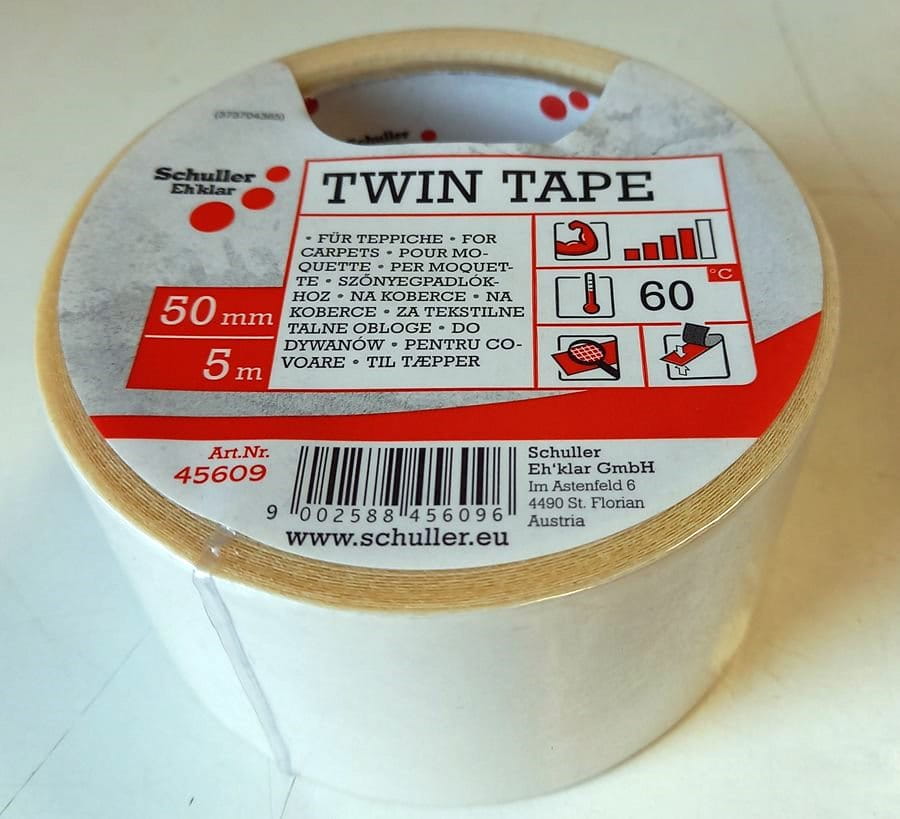 (373704385)
Schuller
Schuller
Eh'klar
TWIN TAPE
• FÜR TEPPICHE • FOR
CARPETS • POUR MO-
QUETTE • PER MOQUET-
TE • SZŐNYEGPADLÓK-
HOZ • NA KOBERCE • NA
KOBERCE • ZA TEKSTILNE
TALNE OBLOGE • DO
DYWANÓW • PENTRU CO-
VOARE • TIL TÆPPER
60 °C
50 mm
5 m
Art.Nr.
45609
9 002588 456096
www.schuller.eu
Schuller
Eh'klar GmbH
Im Astenfeld 6
4490 St. Florian
Austria